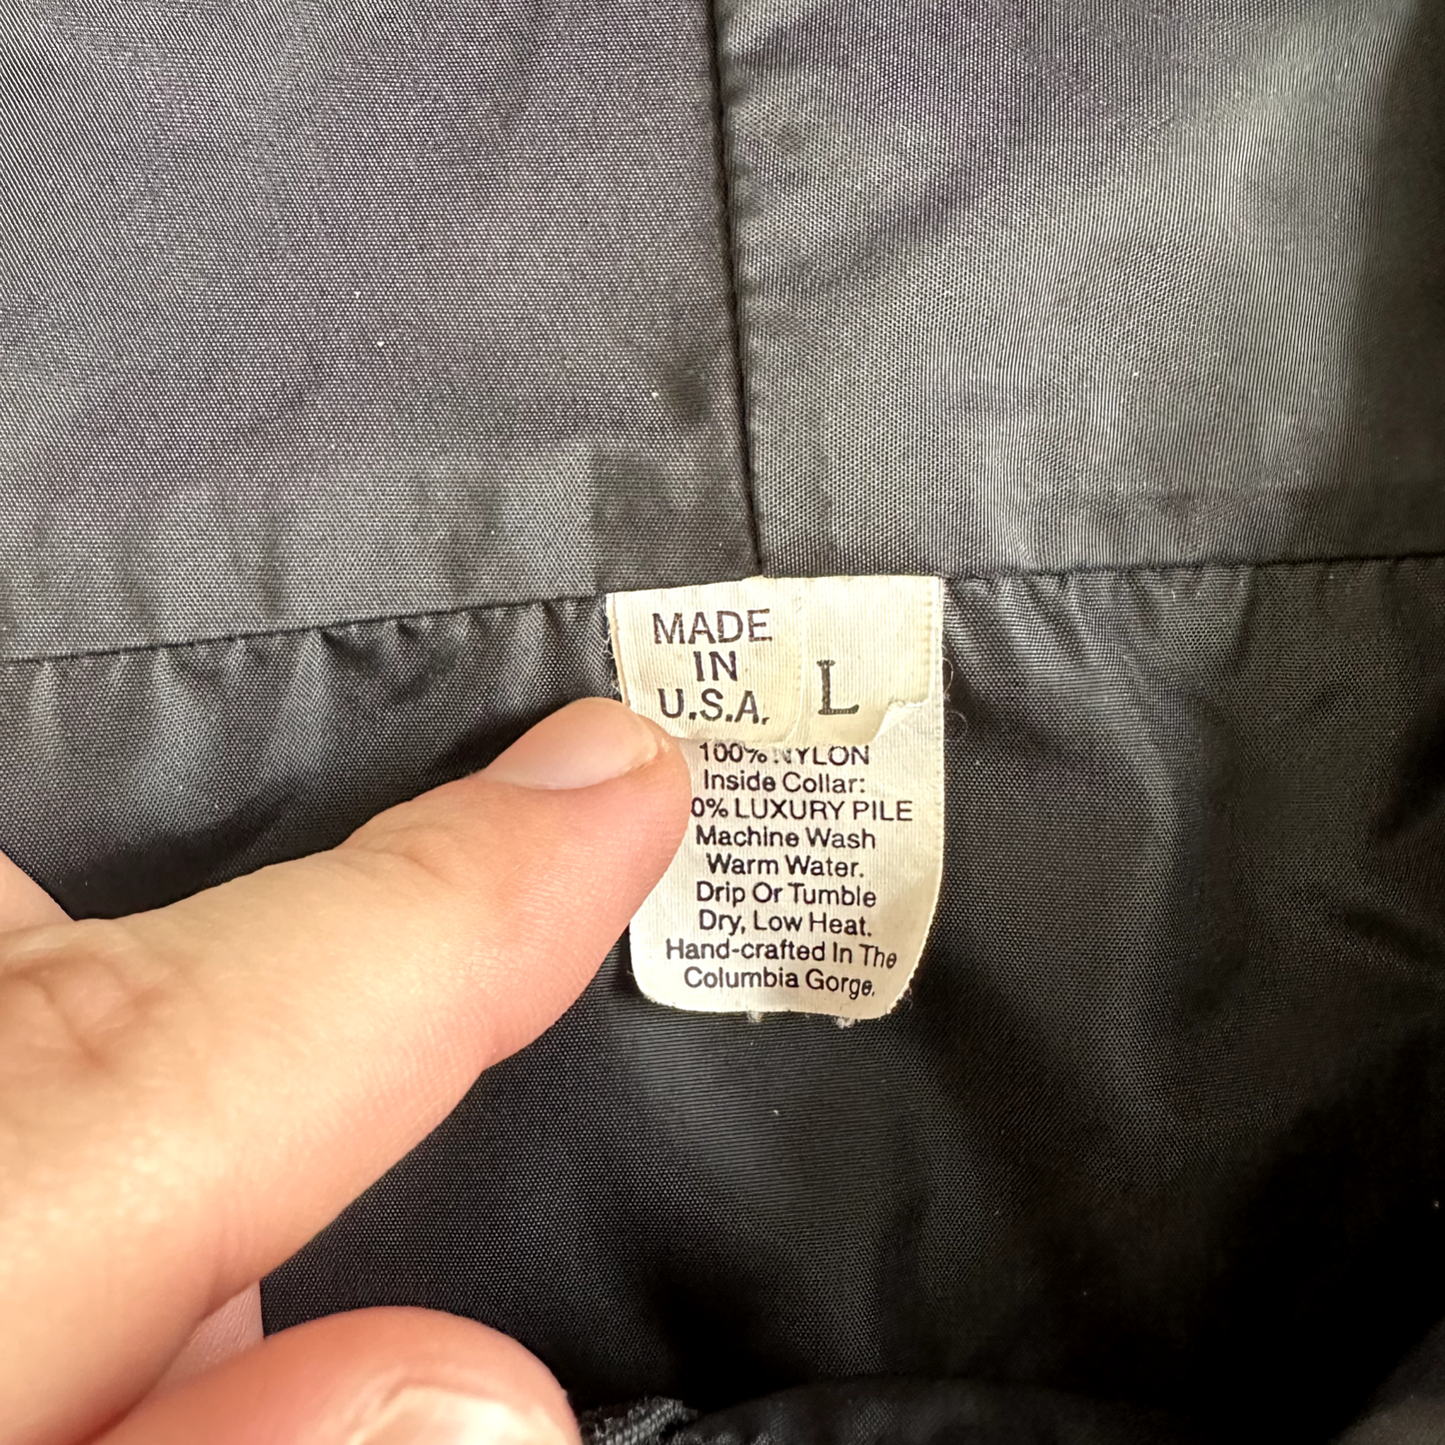 MADE
IN
U.S.A.
L
100% NYLON
Inside Collar:
0% LUXURY PILE
Machine Wash
Warm Water.
Drip Or Tumble
Dry, Low Heat.
Hand-crafted In The
Columbia Gorge.